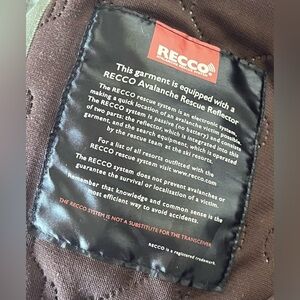 RECCO®
This garment is equipped with a
RECCO Avalanche Rescue Reflector
The RECCO rescue system is an electronic system,
making a quick location of an avalanche victim possible.
The RECCO system is passive (no battery) and consists
of two parts: the reflector, which is integrated into this
garment, and the search equipment, which is operated
by the rescue team at the ski resorts.
For a list of all resorts outfitted with the
RECCO rescue system visit www.recco.com
The RECCO system does not prevent avalanches or
guarantee the survival or localisation of a victim.
member that knowledge and common sense is the
most efficient way to avoid accidents.
THE RECCO SYSTEM IS NOT A SUBSTITUTE FOR THE TRANSCEIVER
RECCO is a registered trademark.